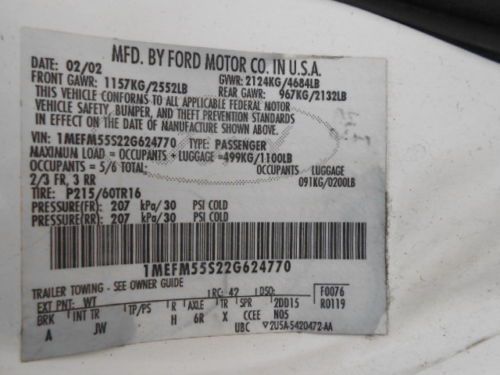 MFD. BY FORD MOTOR CO. IN U.S.A.
DATE: 02/02
GVWR: 2124KG/4684LB
FRONT GAWR: 1157KG/2552LB
REAR GAWR: 967KG/2132LB
THIS VEHICLE CONFORMS TO ALL APPLICABLE FEDERAL MOTOR
VEHICLE SAFETY, BUMPER, AND THEFT PREVENTION STANDARDS
IN EFFECT ON THE DATE OF MANUFACTURE SHOWN ABOVE.
VIN: 1MEFM55S22G624770 TYPE: PASSENGER
MAXIMUM LOAD = OCCUPANTS + LUGGAGE = 499KG/1100LB
OCCUPANTS = 5/6 TOTAL: OCCUPANTS LUGGAGE
2/3 FR, 3 RR 091KG/0200LB
TIRE: P215/60TR16
PRESSURE(FR): 207 kPa/30 PSI COLD
PRESSURE(RR): 207 kPa/30 PSI COLD
1MEFM55S22G624770
TRAILER TOWING - SEE OWNER GUIDE
LRC: 42 DSO: F0076
EXT PNT: WT R0119
BRK INT TR TP/PS R AXLE TR SPR 2DD15
A JW H 6R X CCEE N05
UBC 2U5A-5420472-AA